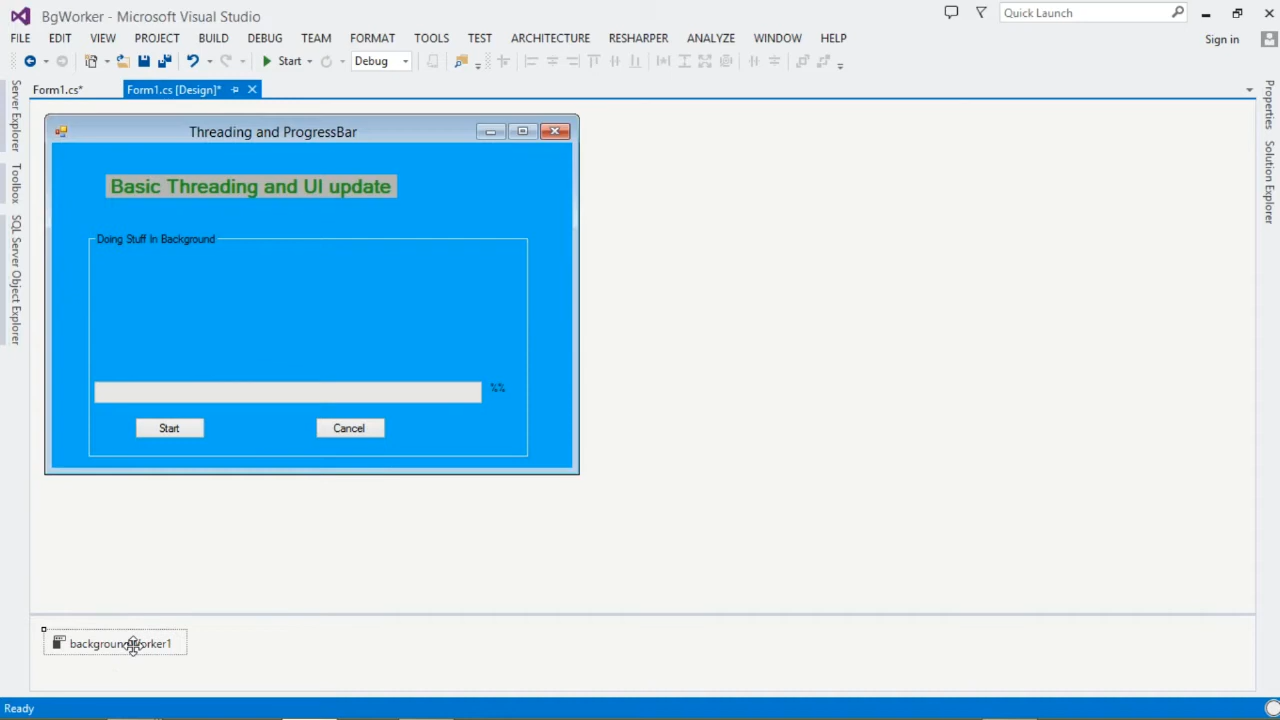 BgWorker - Microsoft Visual Studio
Quick Launch
FILE EDIT VIEW PROJECT BUILD DEBUG TEAM FORMAT TOOLS TEST ARCHITECTURE RESHARPER ANALYZE WINDOW HELP
Sign in
Start Debug
Form1.cs* Form1.cs [Design]*
Server Explorer
Toolbox
SQL Server Object Explorer
Properties
Solution Explorer
Threading and ProgressBar
Basic Threading and UI update
Doing Stuff In Background
%%
Start Cancel
backgroundWorker1
Ready